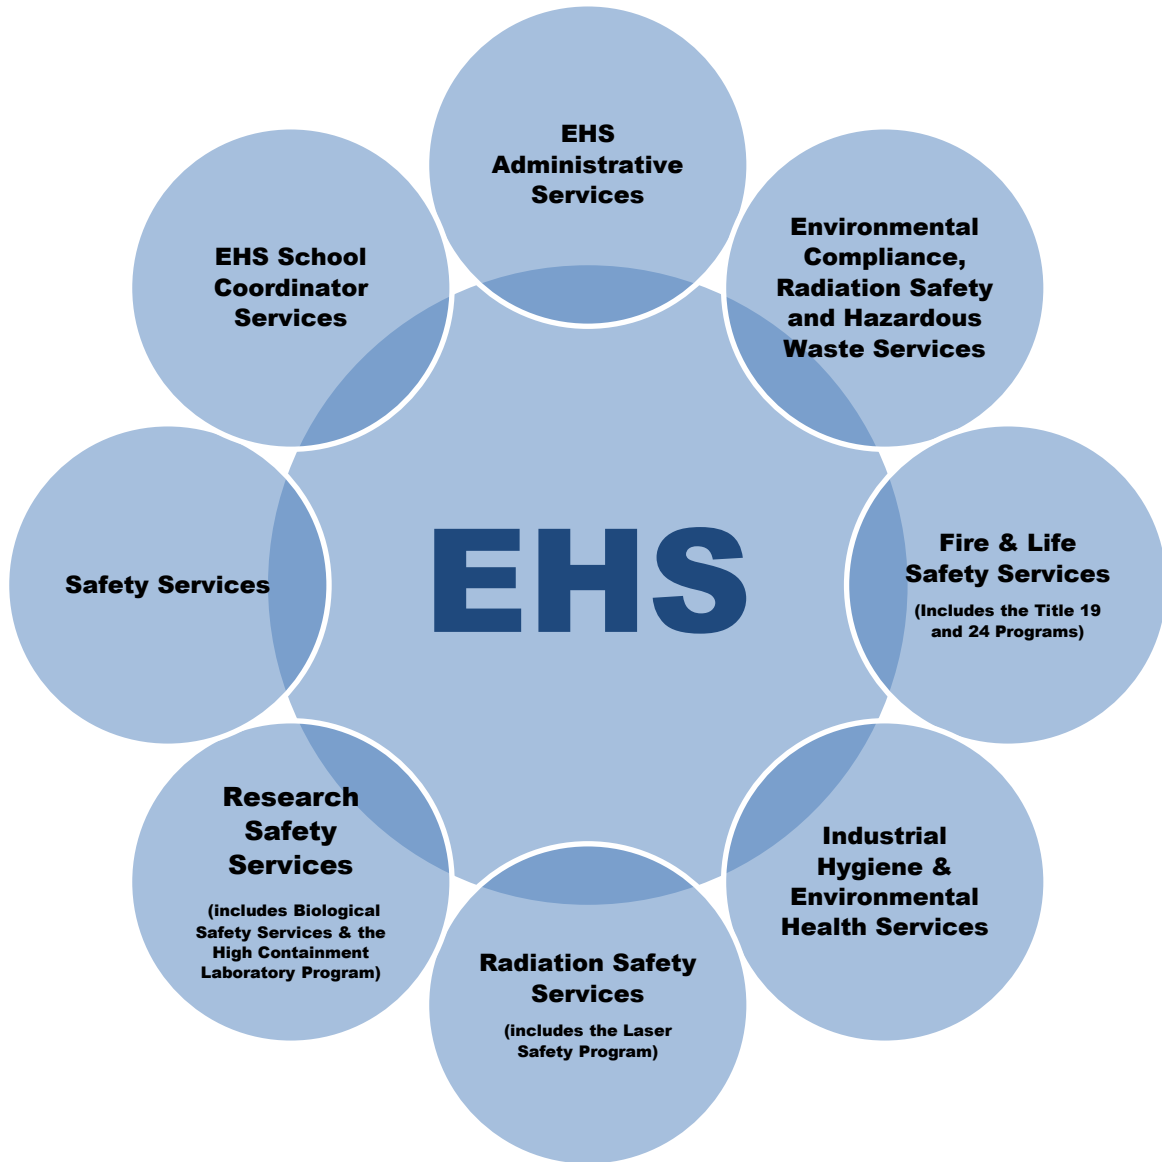 EHS
Administrative
Services
Environmental
Compliance,
Radiation Safety
and Hazardous
Waste Services
EHS School
Coordinator
Services
Fire & Life
Safety Services
(Includes the Title 19
and 24 Programs)
EHS
Safety Services
Research
Safety
Services
(includes Biological
Safety Services & the
High Containment
Laboratory Program)
Industrial
Hygiene &
Environmental
Health Services
Radiation Safety
Services
(includes the Laser
Safety Program)